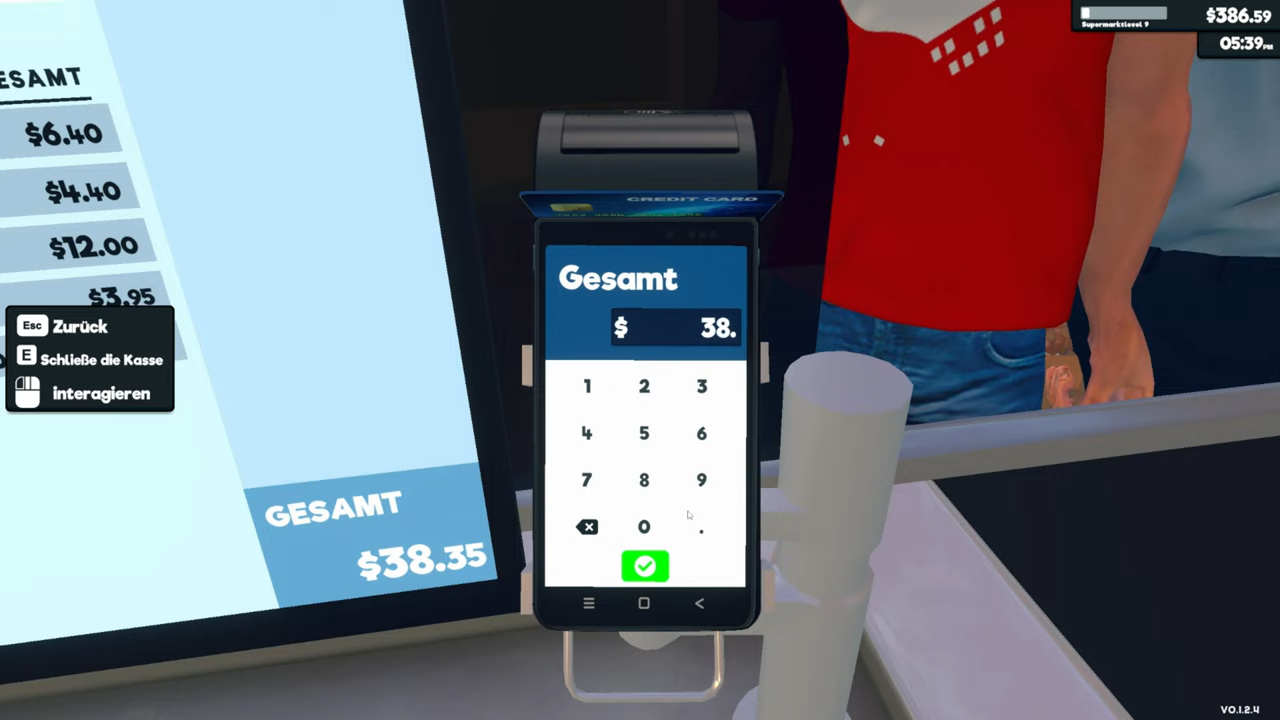 $386.59
Supermarktlevel 9
05:39PM
ESAMT
$6.40
$4.40
$12.00
$3.95
Esc Zurück
E Schließe die Kasse
interagieren
GESAMT
$38.35
CREDIT CARD
Gesamt
$ 38.
1 2 3
4 5 6
7 8 9
0 .
V0.1.2.4